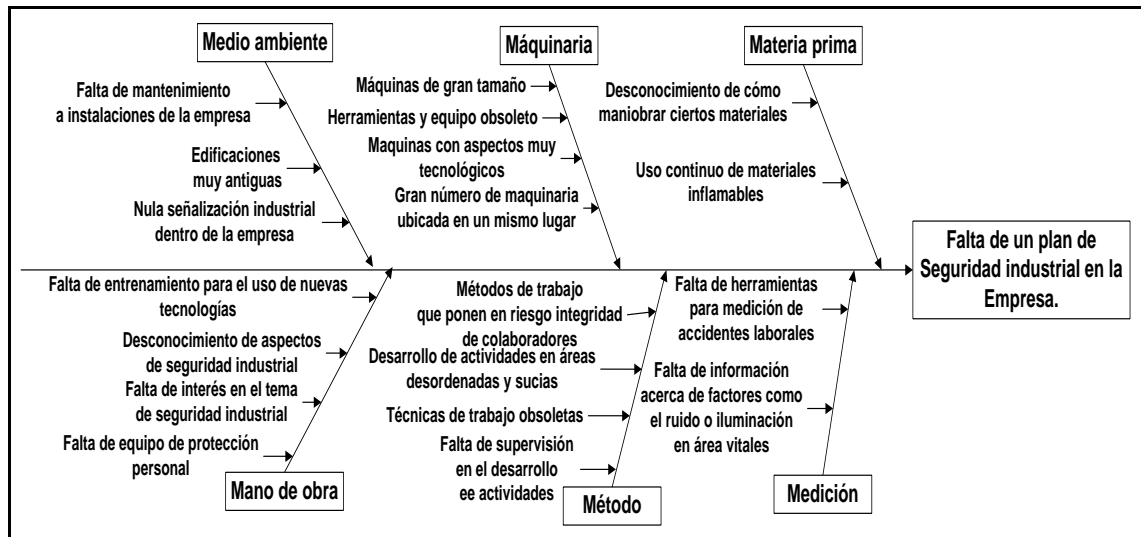 Medio ambiente
Falta de mantenimiento
a instalaciones de la empresa
Edificaciones
muy antiguas
Nula señalización industrial
dentro de la empresa
Máquinaria
Máquinas de gran tamaño
Herramientas y equipo obsoleto
Maquinas con aspectos muy
tecnológicos
Gran número de maquinaria
ubicada en un mismo lugar
Materia prima
Desconocimiento de cómo
maniobrar ciertos materiales
Uso continuo de materiales
inflamables
Falta de un plan de
Seguridad industrial en la
Empresa.
Falta de entrenamiento para el uso de nuevas
tecnologías
Desconocimiento de aspectos
de seguridad industrial
Falta de interés en el tema
de seguridad industrial
Falta de equipo de protección
personal
Mano de obra
Métodos de trabajo
que ponen en riesgo integridad
de colaboradores
Desarrollo de actividades en áreas
desordenadas y sucias
Técnicas de trabajo obsoletas
Falta de supervisión
en el desarrollo
ee actividades
Método
Falta de herramientas
para medición de
accidentes laborales
Falta de información
acerca de factores como
el ruido o iluminación
en área vitales
Medición